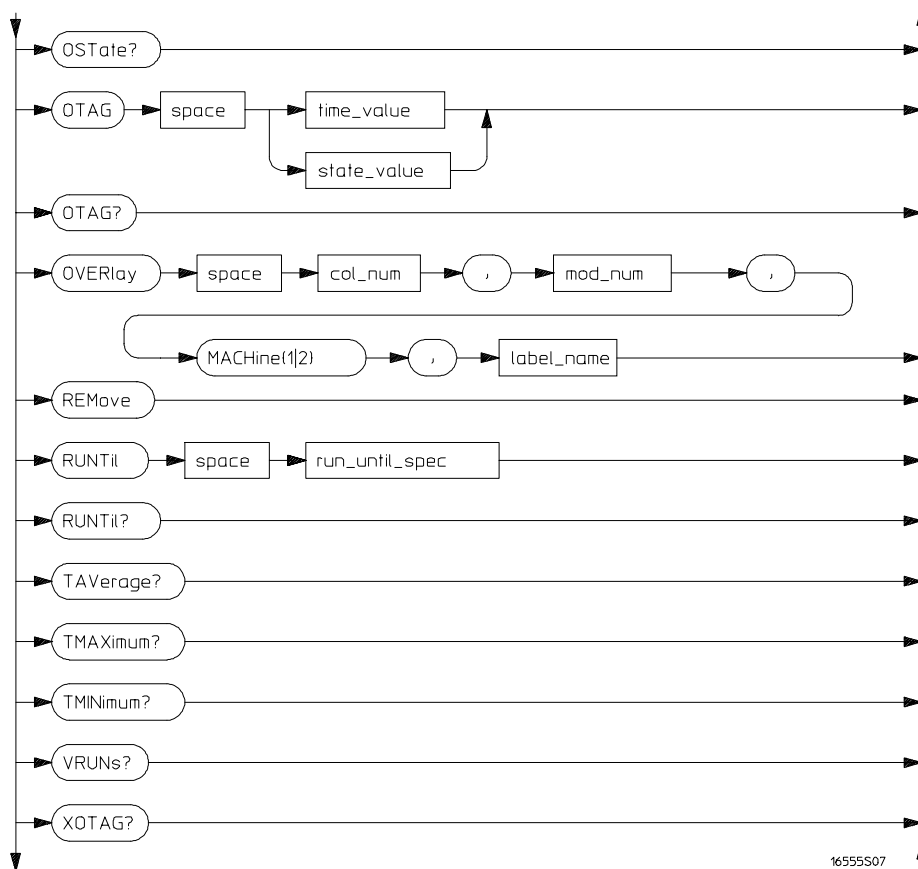 OSTate?
OTAG space time_value
state_value
OTAG?
OVERlay space col_num , mod_num ,
MACHine{1|2} , label_name
REMove
RUNTil space run_until_spec
RUNTil?
TAVerage?
TMAXimum?
TMINimum?
VRUNs?
XOTAG?
16555S07